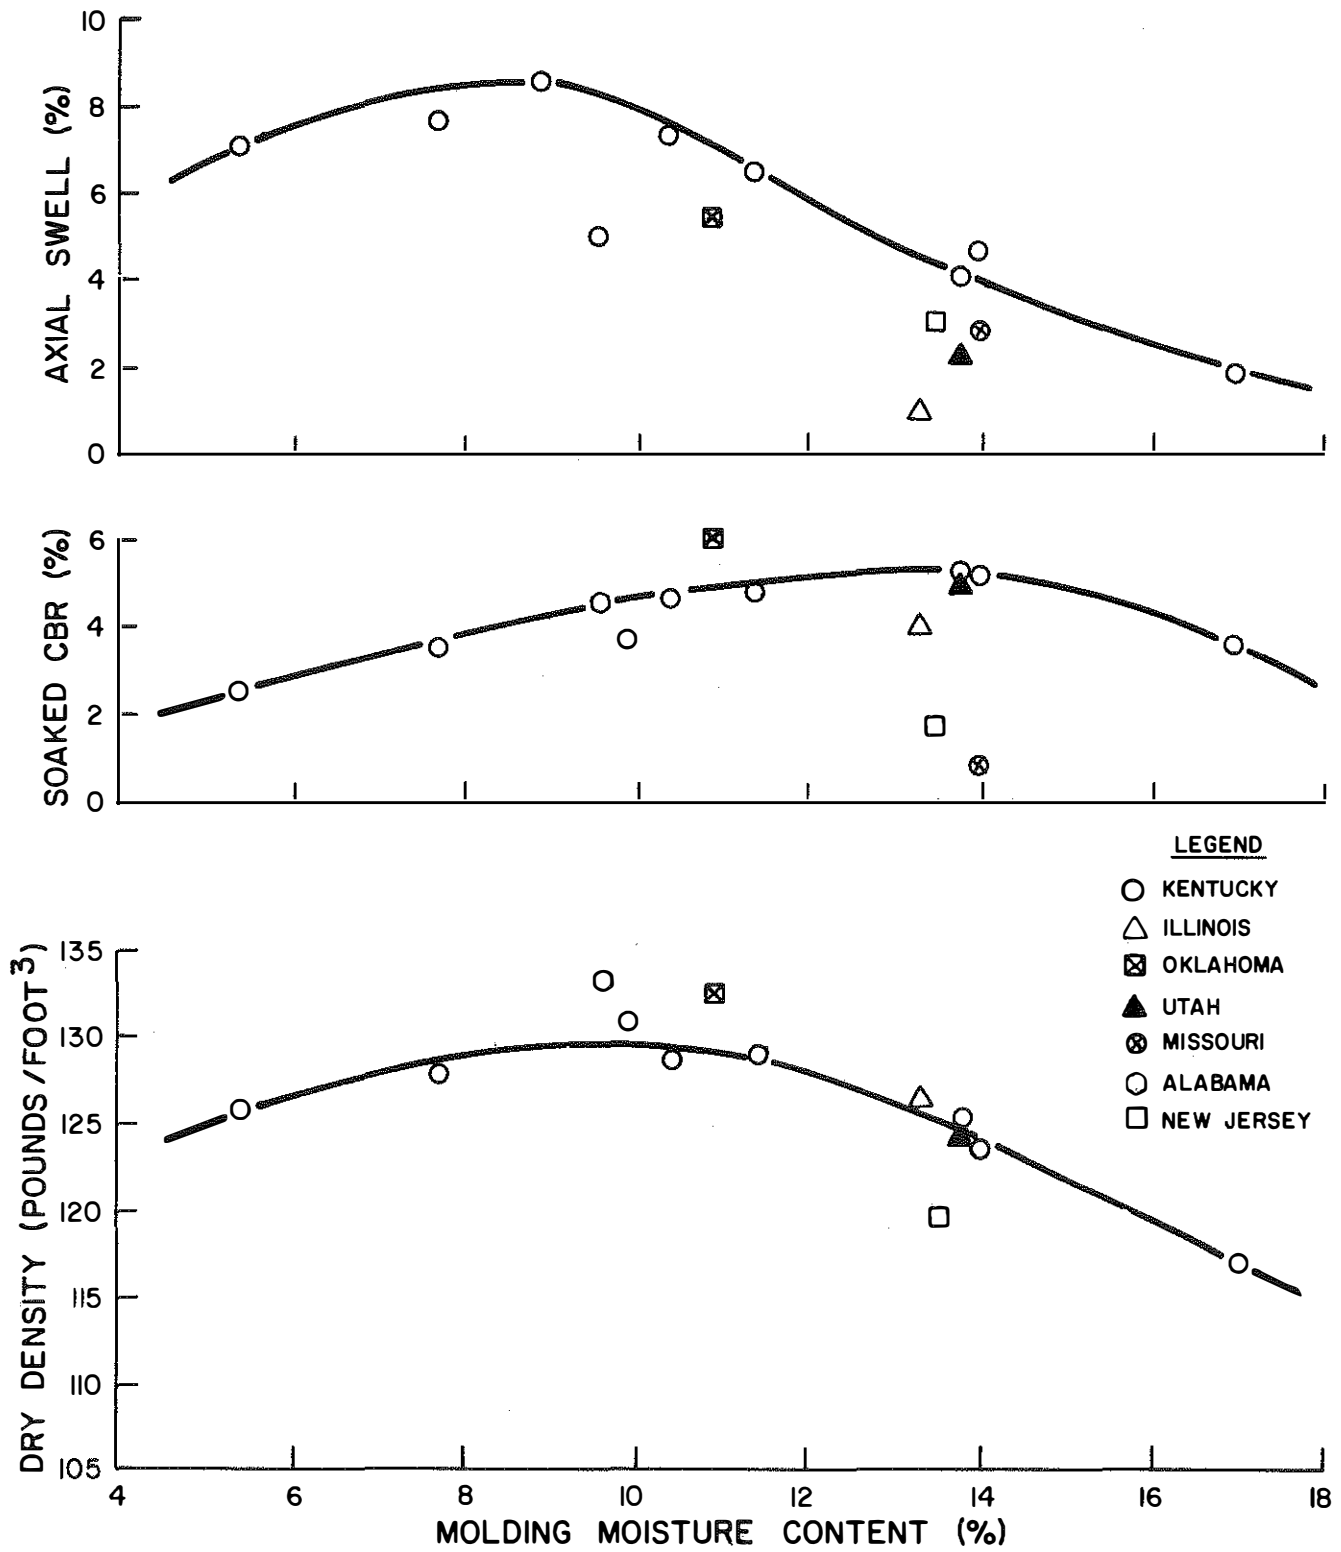 AXIAL SWELL (%)
10
8
6
4
2
0
SOAKED CBR (%)
6
4
2
0
LEGEND
KENTUCKY
ILLINOIS
OKLAHOMA
UTAH
MISSOURI
ALABAMA
NEW JERSEY
DRY DENSITY (POUNDS/FOOT³)
135
130
125
120
115
110
105
4 6 8 10 12 14 16 18
MOLDING MOISTURE CONTENT (%)